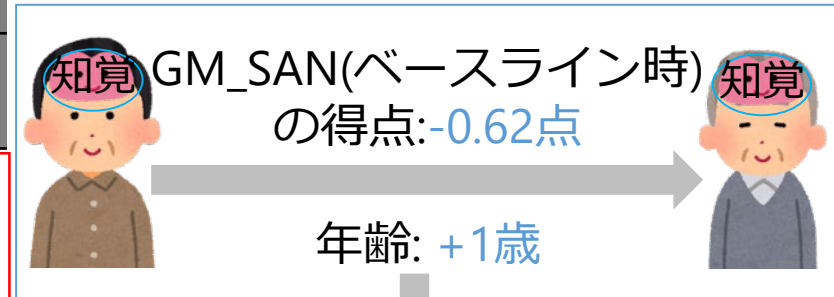 知覚 GM_SAN(ベースライン時) 知覚
の得点:-0.62点
年齢: +1歳